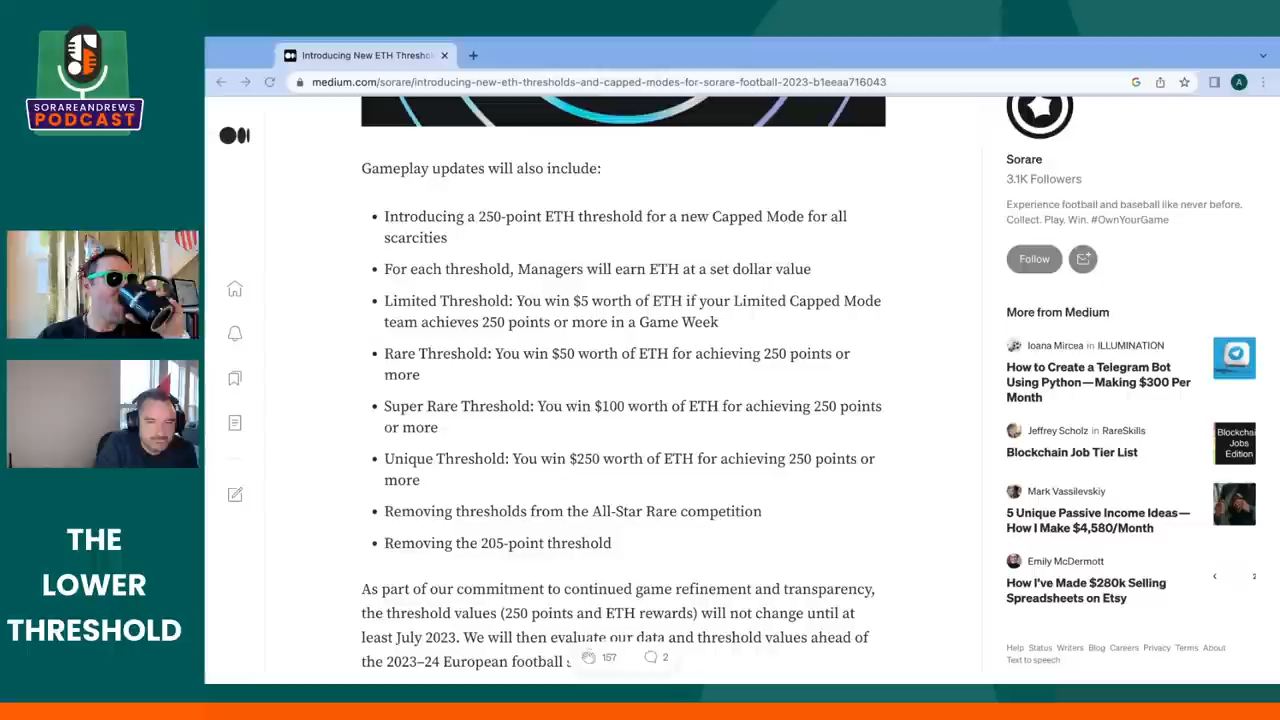 SORAREANDREWS
PODCAST
THE
LOWER
THRESHOLD
Introducing New ETH Threshol
medium.com/sorare/introducing-new-eth-thresholds-and-capped-modes-for-sorare-football-2023-b1eeaa716043
A
Gameplay updates will also include:
• Introducing a 250-point ETH threshold for a new Capped Mode for all
scarcities
• For each threshold, Managers will earn ETH at a set dollar value
• Limited Threshold: You win $5 worth of ETH if your Limited Capped Mode
team achieves 250 points or more in a Game Week
• Rare Threshold: You win $50 worth of ETH for achieving 250 points or
more
• Super Rare Threshold: You win $100 worth of ETH for achieving 250 points
or more
• Unique Threshold: You win $250 worth of ETH for achieving 250 points or
more
• Removing thresholds from the All-Star Rare competition
• Removing the 205-point threshold
As part of our commitment to continued game refinement and transparency,
the threshold values (250 points and ETH rewards) will not change until at
least July 2023. We will then evaluate our data and threshold values ahead of
the 2023–24 European football s
157
2
Sorare
3.1K Followers
Experience football and baseball like never before.
Collect. Play. Win. #OwnYourGame
Follow
More from Medium
Ioana Mircea in ILLUMINATION
How to Create a Telegram Bot
Using Python—Making $300 Per
Month
Jeffrey Scholz in RareSkills
Blockchain Job Tier List
Blockchai
Jobs
Edition
Mark Vassilevskiy
5 Unique Passive Income Ideas—
How I Make $4,580/Month
Emily McDermott
How I've Made $280k Selling
Spreadsheets on Etsy
Help Status Writers Blog Careers Privacy Terms About
Text to speech